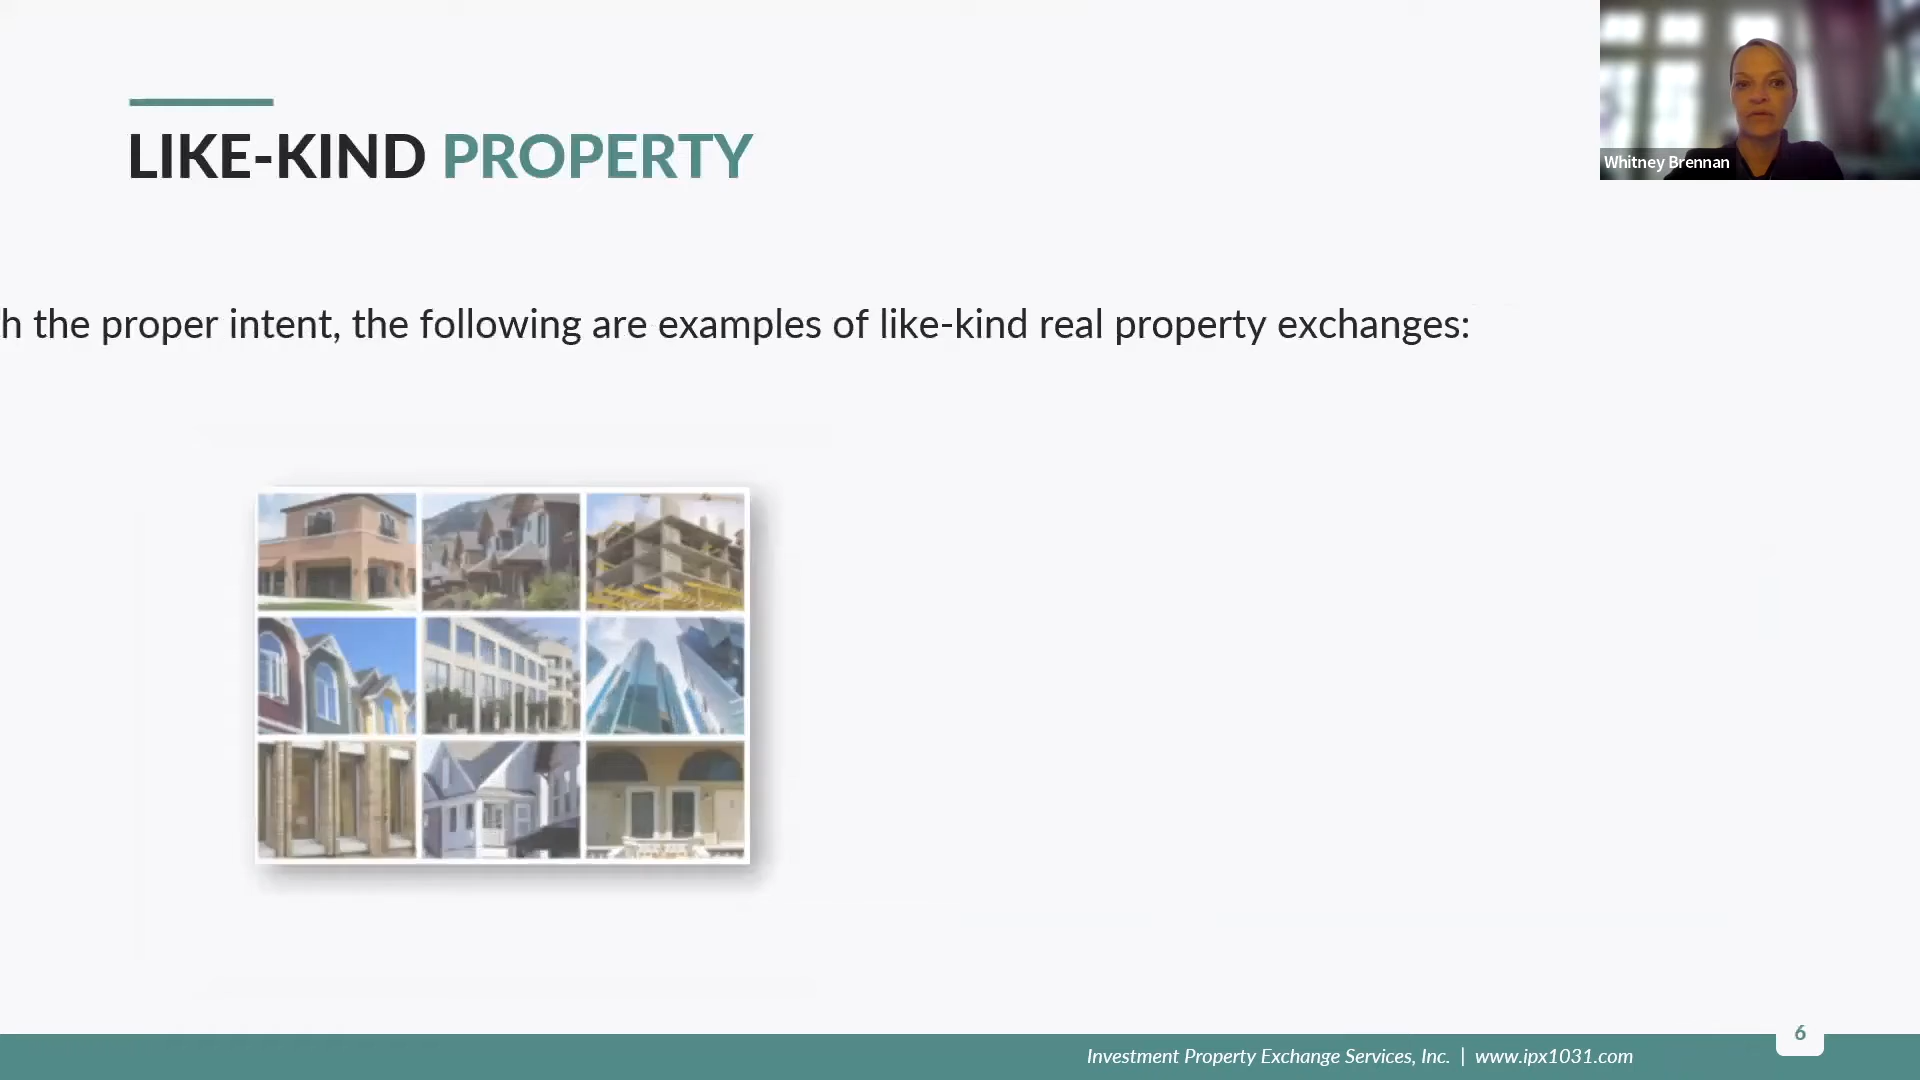 LIKE-KIND PROPERTY
Whitney Brennan
h the proper intent, the following are examples of like-kind real property exchanges:
6
Investment Property Exchange Services, Inc. | www.ipx1031.com